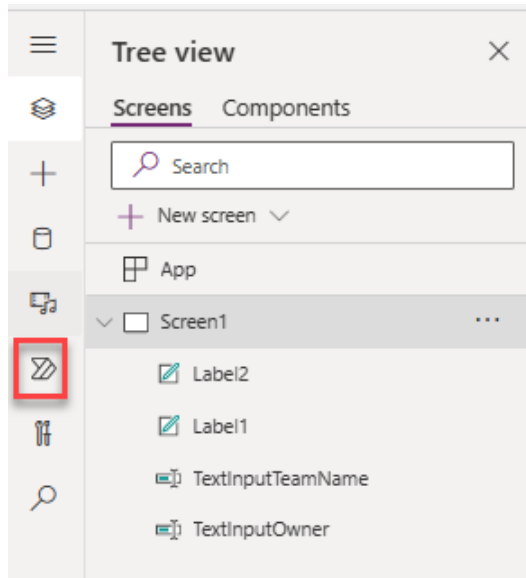 Tree view
Screens Components
Search
New screen
App
Screen1
Label2
Label1
TextInputTeamName
TextInputOwner